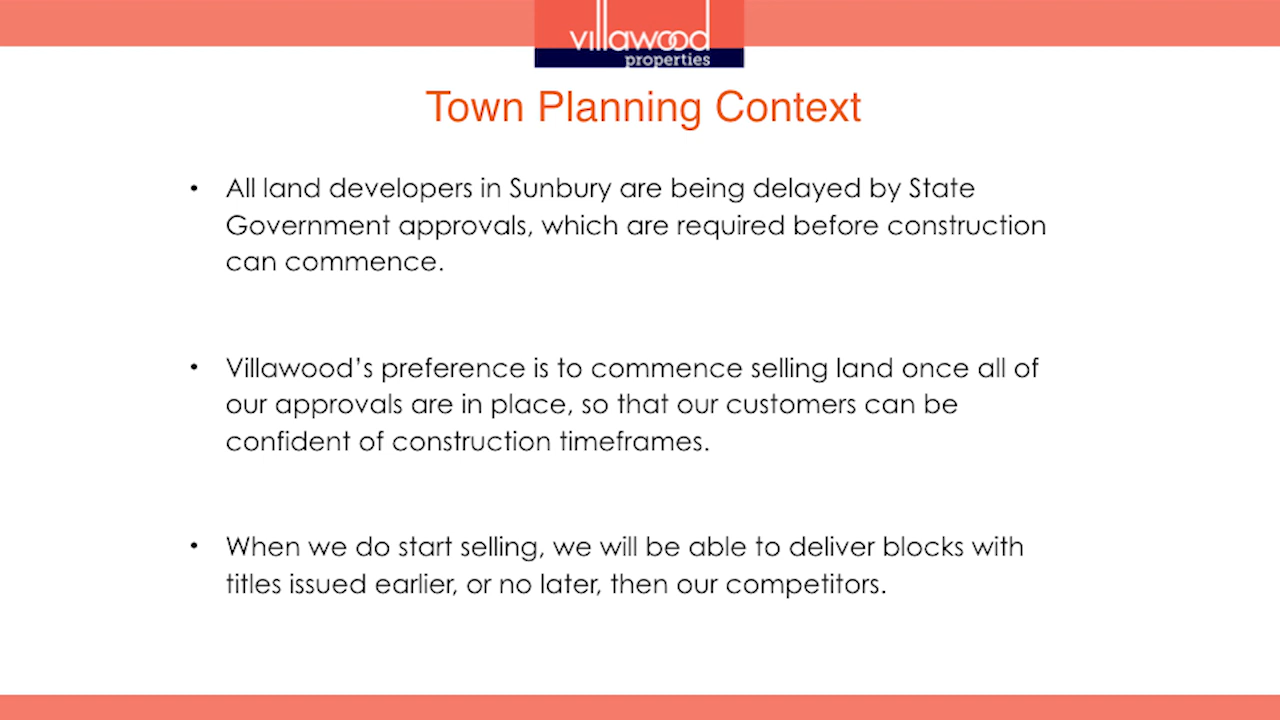 villawood
properties
Town Planning Context
• All land developers in Sunbury are being delayed by State
Government approvals, which are required before construction
can commence.
• Villawood’s preference is to commence selling land once all of
our approvals are in place, so that our customers can be
confident of construction timeframes.
• When we do start selling, we will be able to deliver blocks with
titles issued earlier, or no later, then our competitors.